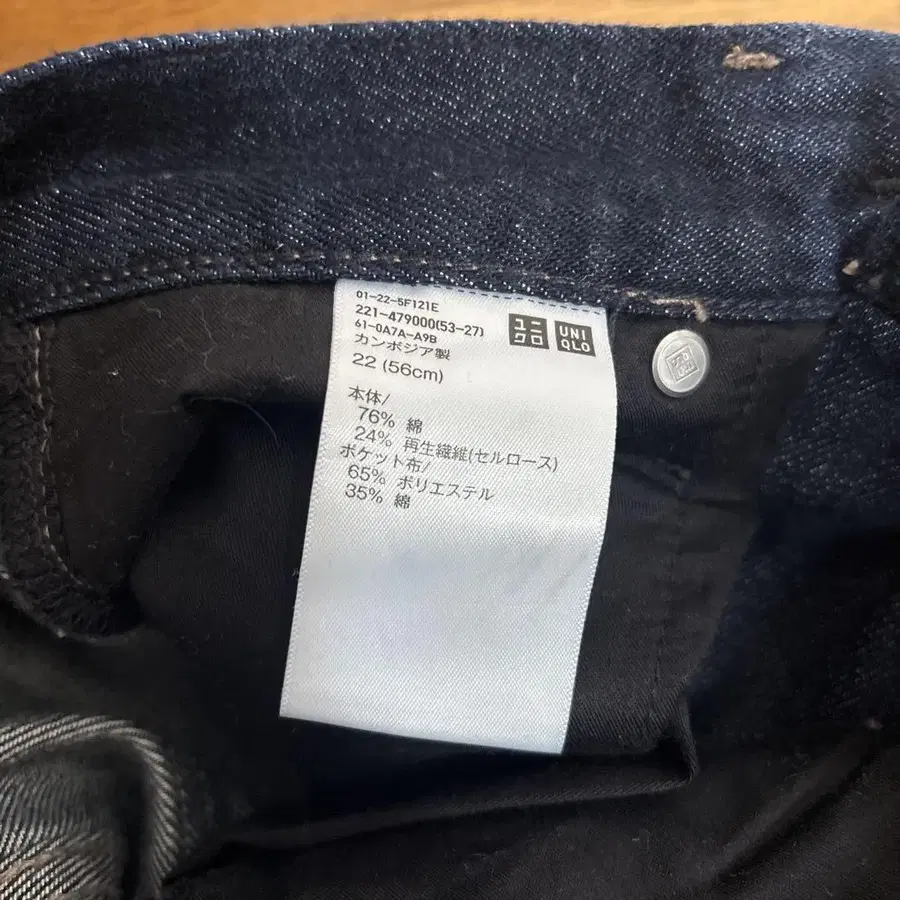 01-22-5F121E
221-479000(53-27)
61-0A7A-A9B
カンボジア製
22 (56cm)
ユニ
クロ
UNI
QLO
本体/
76% 綿
24% 再生繊維(セルロース)
ポケット布/
65% ポリエステル
35% 綿